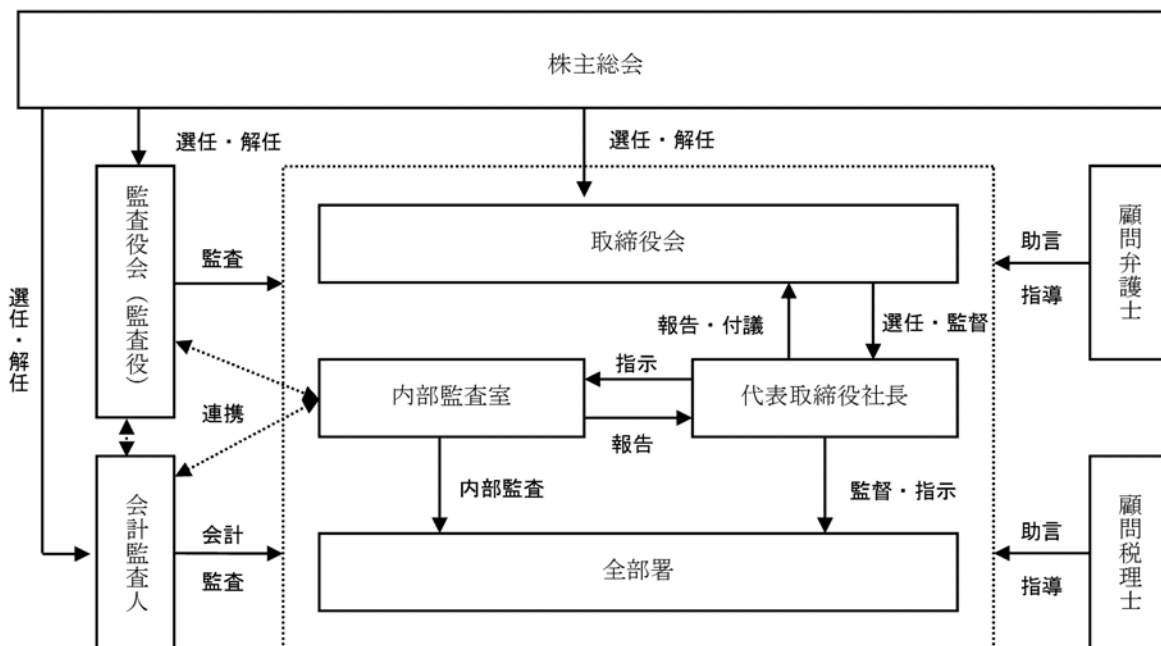 株主総会
選任・解任
選任・解任
選任・解任
監査役会（監査役）
監査
取締役会
顧問弁護士
助言
指導
報告・付議
選任・監督
内部監査室
指示
報告
代表取締役社長
連携
内部監査
監督・指示
会計監査人
会計
監査
全部署
助言
指導
顧問税理士